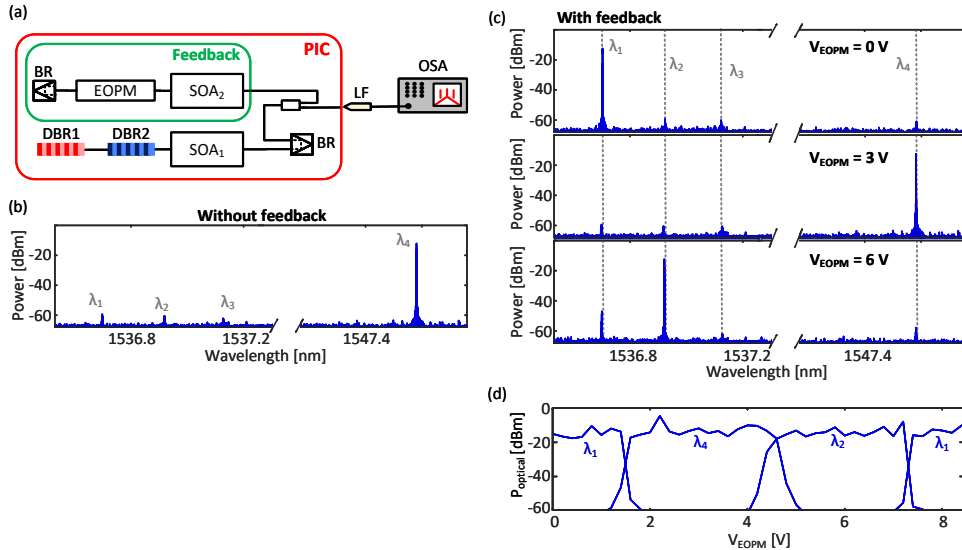 (a)
PIC
Feedback
BR
EOPM
SOA₂
OSA
LF
DBR1
DBR2
SOA₁
BR
(b)
Without feedback
Power [dBm]
-20
-40
-60
λ₁
λ₂
λ₃
λ₄
1536.8
1537.2
1547.4
Wavelength [nm]
(c)
With feedback
Power [dBm]
-20
-40
-60
λ₁
λ₂
λ₃
λ₄
V_EOPM = 0 V
Power [dBm]
-20
-40
-60
V_EOPM = 3 V
Power [dBm]
-20
-40
-60
V_EOPM = 6 V
1536.8
1537.2
1547.4
Wavelength [nm]
(d)
P_optical [dBm]
0
-20
-40
-60
λ₁
λ₄
λ₂
λ₁
0
2
4
6
8
V_EOPM [V]